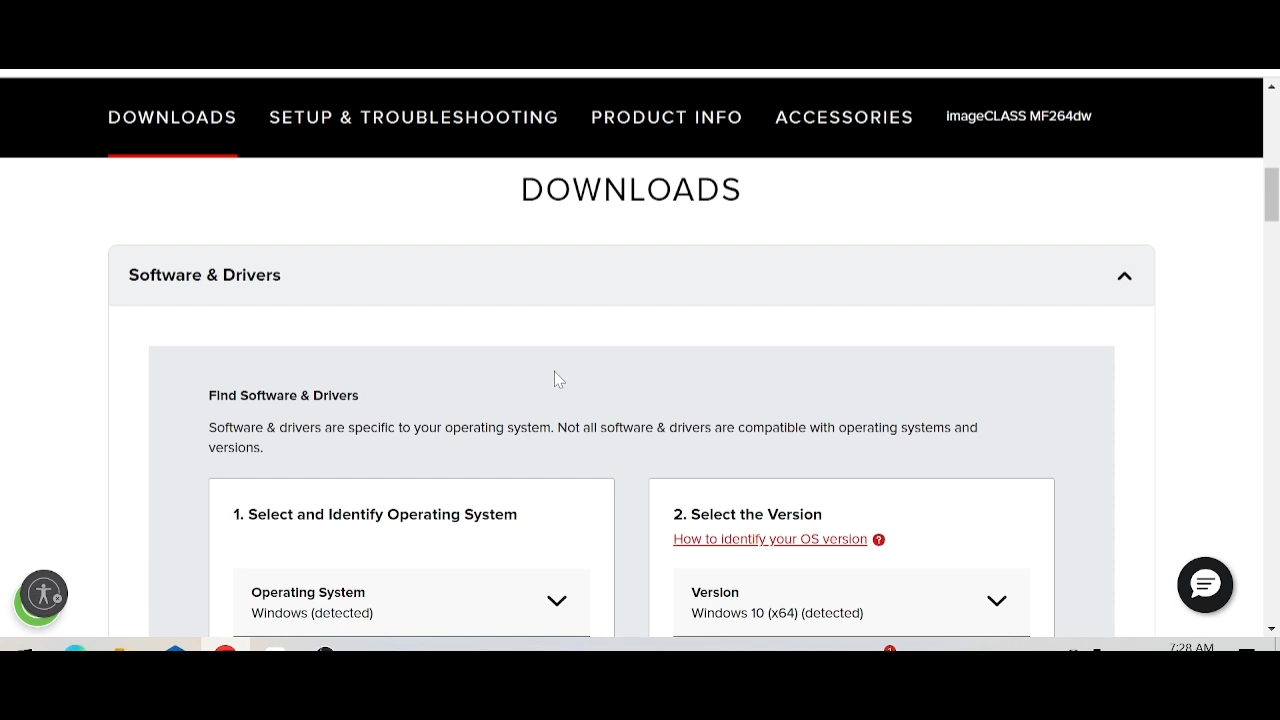 DOWNLOADS SETUP & TROUBLESHOOTING PRODUCT INFO ACCESSORIES imageCLASS MF264dw
DOWNLOADS
Software & Drivers
Find Software & Drivers
Software & drivers are specific to your operating system. Not all software & drivers are compatible with operating systems and
versions.
1. Select and Identify Operating System
Operating System
Windows (detected)
2. Select the Version
How to identify your OS version ?
Version
Windows 10 (x64) (detected)
7:28 AM